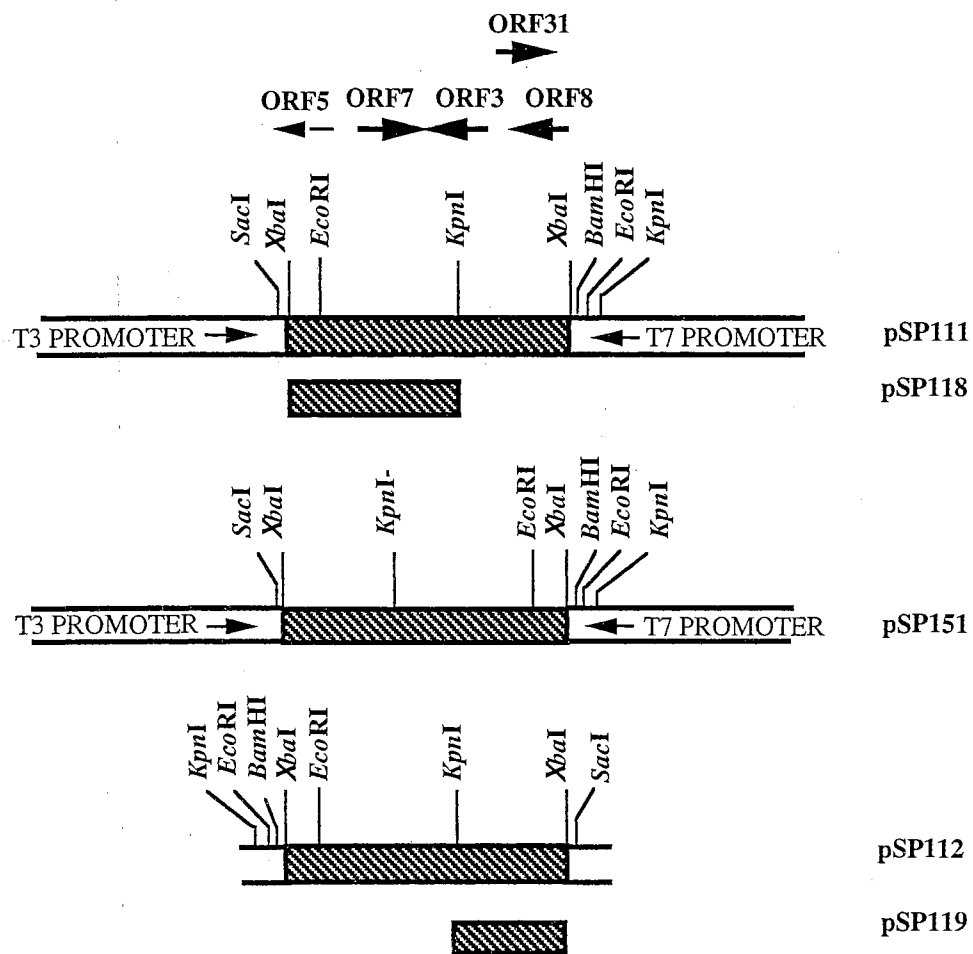 ORF31
ORF5 ORF7 ORF3 ORF8
SacI XbaI EcoRI KpnI XbaI BamHI EcoRI KpnI
T3 PROMOTER T7 PROMOTER pSP111
pSP118
SacI XbaI KpnI- EcoRI XbaI BamHI EcoRI KpnI
T3 PROMOTER T7 PROMOTER pSP151
KpnI EcoRI BamHI XbaI EcoRI KpnI XbaI SacI
pSP112
pSP119